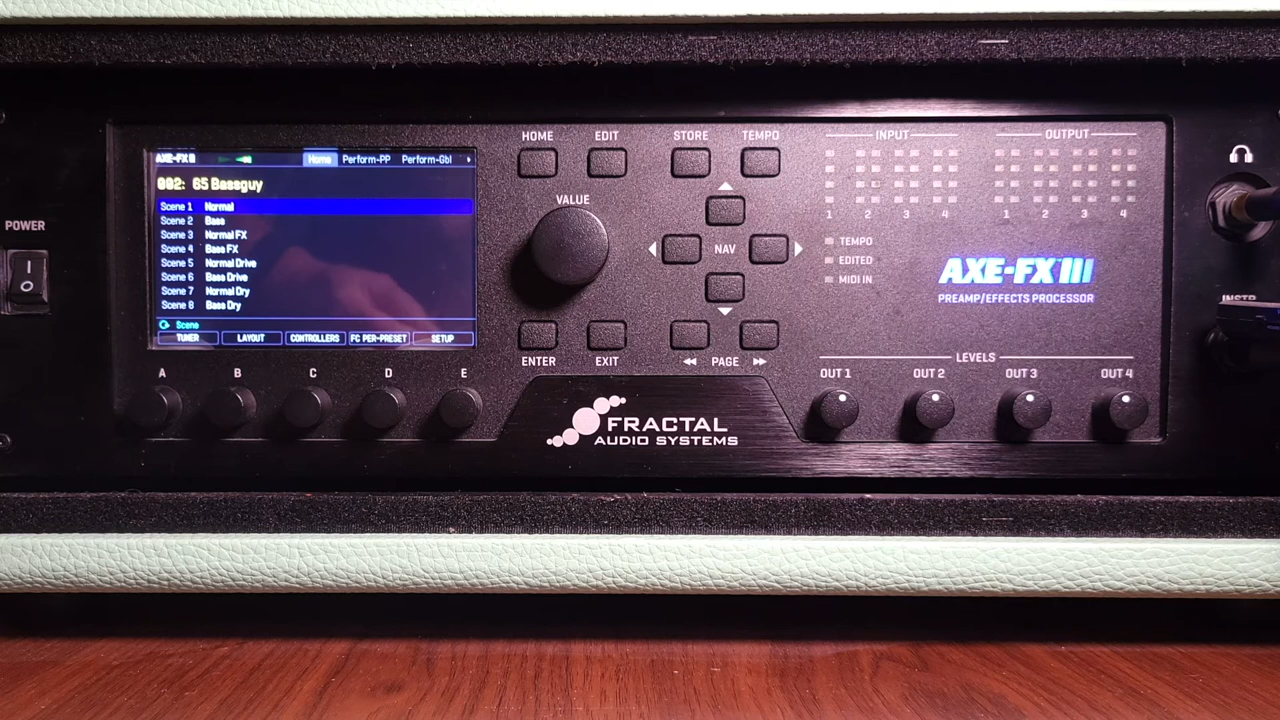 POWER
AXE-FX III
Home Perform-PP Perform-Gbl
002: 65 Bassguy
Scene 1 Normal
Scene 2 Bass
Scene 3 Normal FX
Scene 4 Bass FX
Scene 5 Normal Drive
Scene 6 Bass Drive
Scene 7 Normal Dry
Scene 8 Bass Dry
Scene
TUNER LAYOUT CONTROLLERS FC PER-PRESET SETUP
A B C D E
HOME EDIT STORE TEMPO
VALUE
NAV
ENTER EXIT PAGE
FRACTAL
AUDIO SYSTEMS
INPUT OUTPUT
1 2 3 4 1 2 3 4
TEMPO
EDITED
MIDI IN
AXE-FX III
PREAMP/EFFECTS PROCESSOR
LEVELS
OUT 1 OUT 2 OUT 3 OUT 4
INSTR